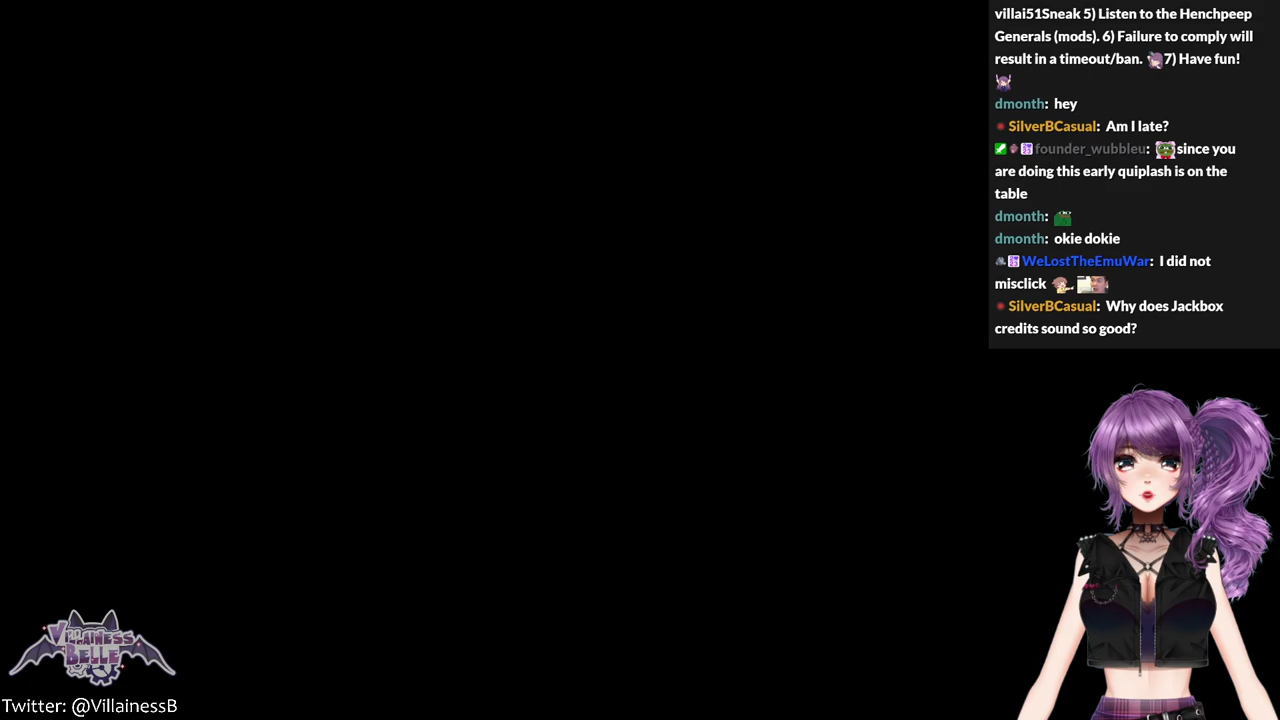 villai51Sneak 5) Listen to the Henchpeep
Generals (mods). 6) Failure to comply will
result in a timeout/ban. 7) Have fun!
dmonth: hey
SilverBCasual: Am I late?
founder_wubbleu: since you
are doing this early quiplash is on the
table
dmonth:
dmonth: okie dokie
WeLostTheEmuWar: I did not
misclick
SilverBCasual: Why does Jackbox
credits sound so good?
VILLAINESS
BELLE
Twitter: @VillainessB